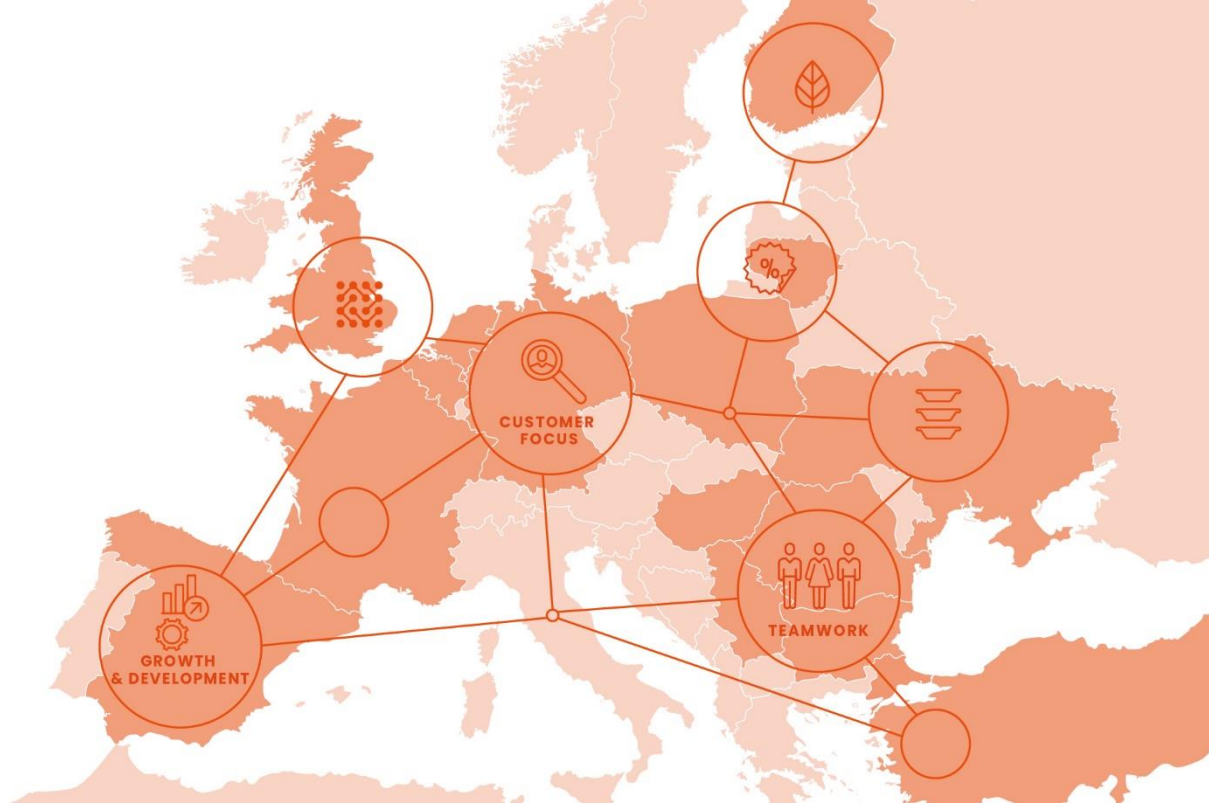 %
CUSTOMER
FOCUS
TEAMWORK
GROWTH
& DEVELOPMENT